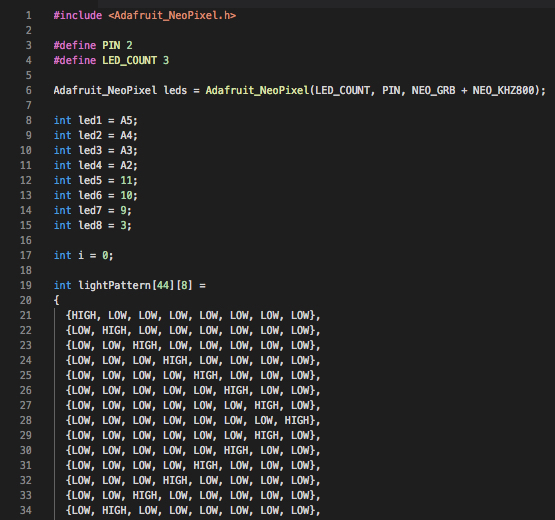 1 #include <Adafruit_NeoPixel.h>
2
3 #define PIN 2
4 #define LED_COUNT 3
5
6 Adafruit_NeoPixel leds = Adafruit_NeoPixel(LED_COUNT, PIN, NEO_GRB + NEO_KHZ800);
7
8 int led1 = A5;
9 int led2 = A4;
10 int led3 = A3;
11 int led4 = A2;
12 int led5 = 11;
13 int led6 = 10;
14 int led7 = 9;
15 int led8 = 3;
16
17 int i = 0;
18
19 int lightPattern[44][8] =
20 {
21 {HIGH, LOW, LOW, LOW, LOW, LOW, LOW, LOW},
22 {LOW, HIGH, LOW, LOW, LOW, LOW, LOW, LOW},
23 {LOW, LOW, HIGH, LOW, LOW, LOW, LOW, LOW},
24 {LOW, LOW, LOW, HIGH, LOW, LOW, LOW, LOW},
25 {LOW, LOW, LOW, LOW, HIGH, LOW, LOW, LOW},
26 {LOW, LOW, LOW, LOW, LOW, HIGH, LOW, LOW},
27 {LOW, LOW, LOW, LOW, LOW, LOW, HIGH, LOW},
28 {LOW, LOW, LOW, LOW, LOW, LOW, LOW, HIGH},
29 {LOW, LOW, LOW, LOW, LOW, LOW, HIGH, LOW},
30 {LOW, LOW, LOW, LOW, LOW, HIGH, LOW, LOW},
31 {LOW, LOW, LOW, LOW, HIGH, LOW, LOW, LOW},
32 {LOW, LOW, LOW, HIGH, LOW, LOW, LOW, LOW},
33 {LOW, LOW, HIGH, LOW, LOW, LOW, LOW, LOW},
34 {LOW, HIGH, LOW, LOW, LOW, LOW, LOW, LOW},